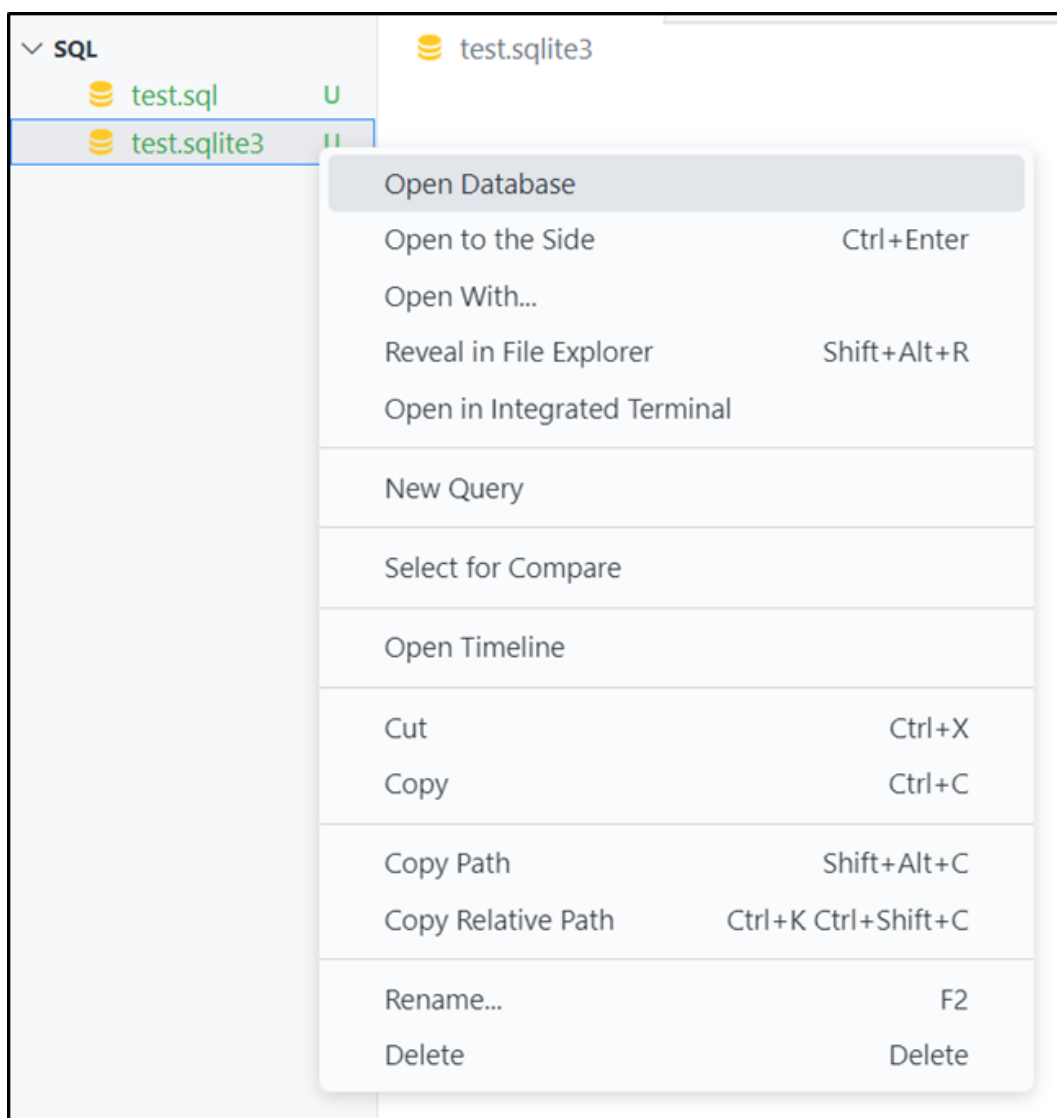 SQL
test.sql U
test.sqlite3 U
test.sqlite3
Open Database
Open to the Side Ctrl+Enter
Open With...
Reveal in File Explorer Shift+Alt+R
Open in Integrated Terminal
New Query
Select for Compare
Open Timeline
Cut Ctrl+X
Copy Ctrl+C
Copy Path Shift+Alt+C
Copy Relative Path Ctrl+K Ctrl+Shift+C
Rename... F2
Delete Delete